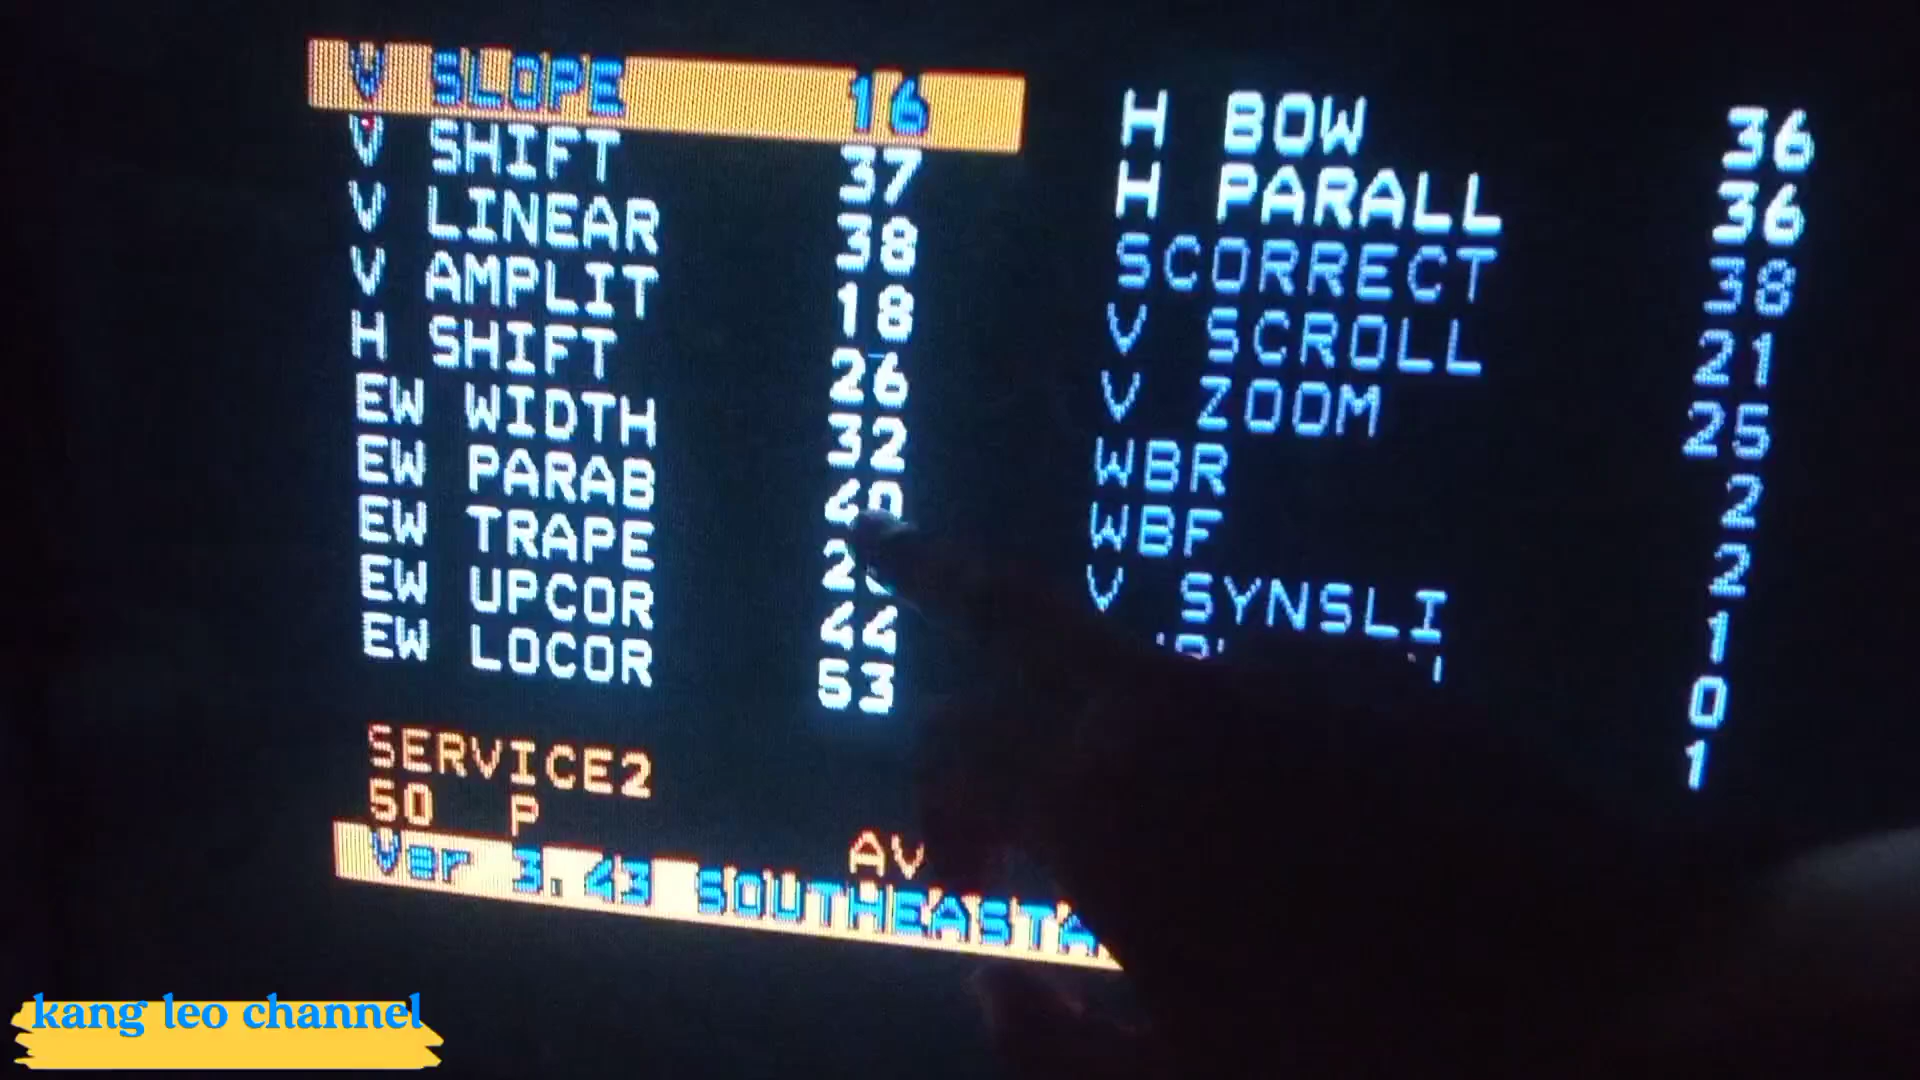 V SLOPE 16
V SHIFT 37
V LINEAR 38
V AMPLIT 18
H SHIFT 26
EW WIDTH 32
EW PARAB
EW TRAPE
EW UPCOR 44
EW LOCOR 53
SERVICE2
50 P
AV
Ver 3.43
H BOW 36
H PARALL 36
SCORRECT 38
V SCROLL 21
V ZOOM 25
WBR 2
WBF 2
V SYNSLI 1
0
1
kang leo channel